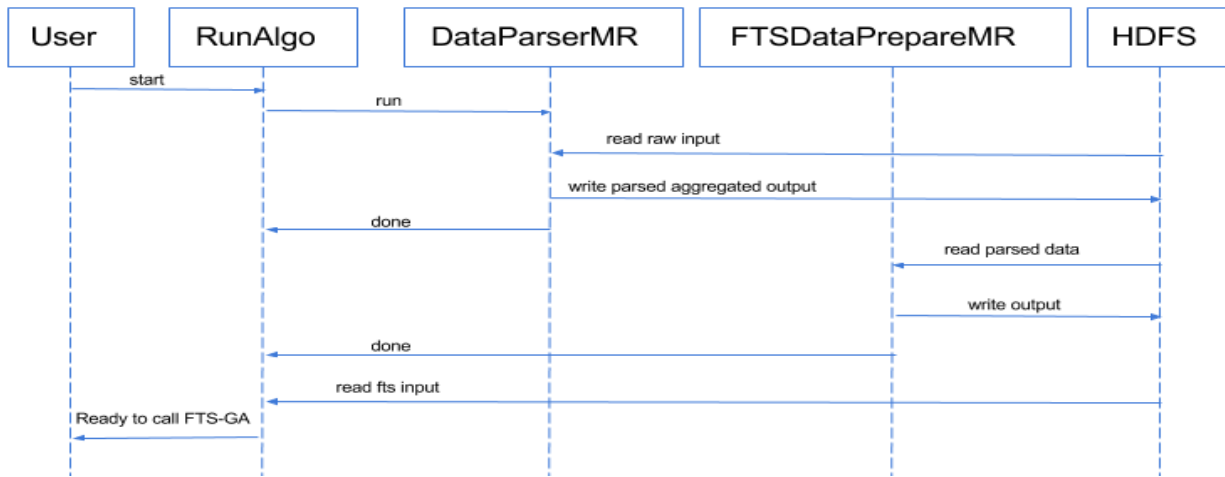 User
RunAlgo
DataParserMR
FTSDataPrepareMR
HDFS
start
run
read raw input
write parsed aggregated output
done
read parsed data
write output
done
read fts input
Ready to call FTS-GA